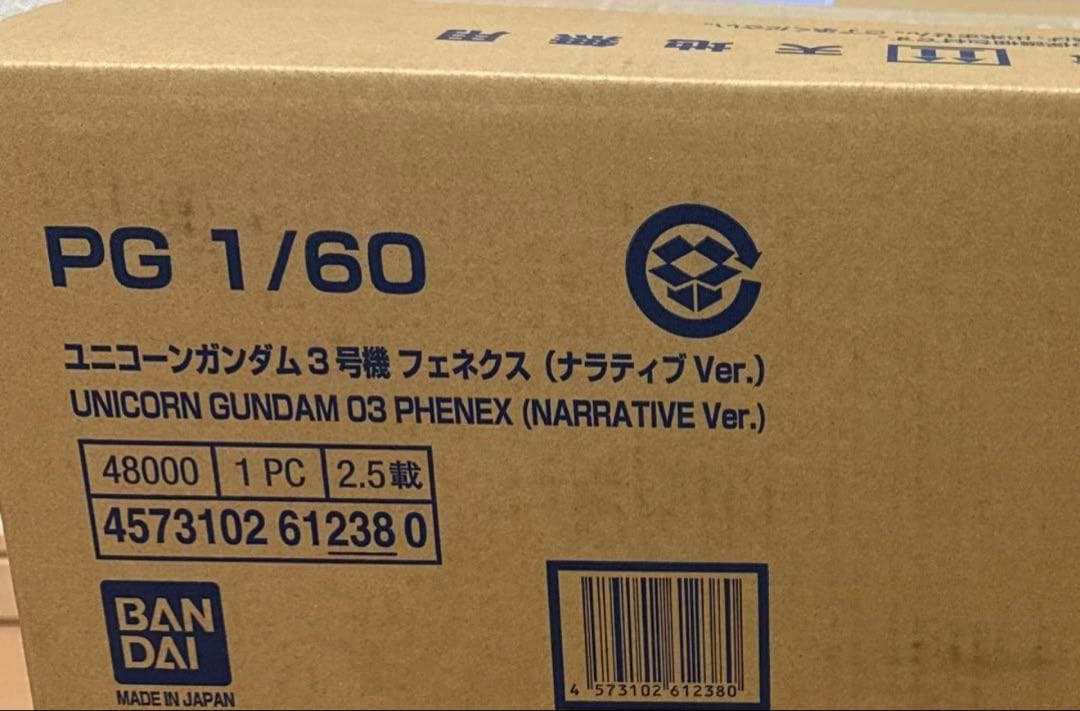 天地無用
PG 1/60
ユニコーンガンダム3号機 フェネクス（ナラティブ Ver.）
UNICORN GUNDAM 03 PHENEX (NARRATIVE Ver.)
48000 1 PC 2.5載
4573102 61238 0
BAN
DAI
MADE IN JAPAN
4 573102 612380